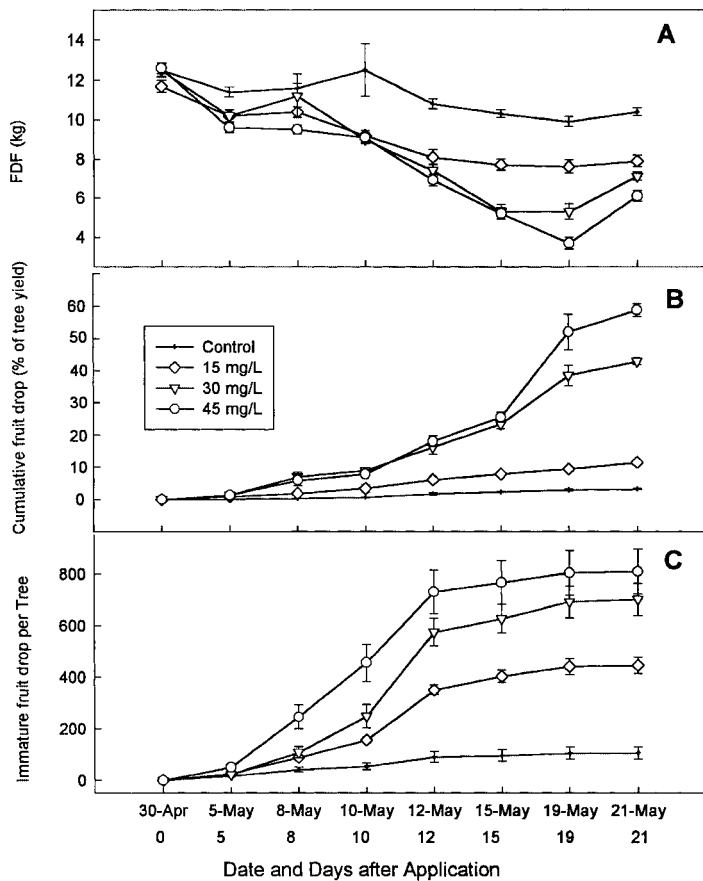 A
14
12
10
8
6
4
FDF (kg)
B
60
50
40
30
20
10
0
Cumulative fruit drop (% of tree yield)
Control
15 mg/L
30 mg/L
45 mg/L
C
800
600
400
200
0
Immature fruit drop per Tree
30-Apr 5-May 8-May 10-May 12-May 15-May 19-May 21-May
0 5 8 10 12 15 19 21
Date and Days after Application